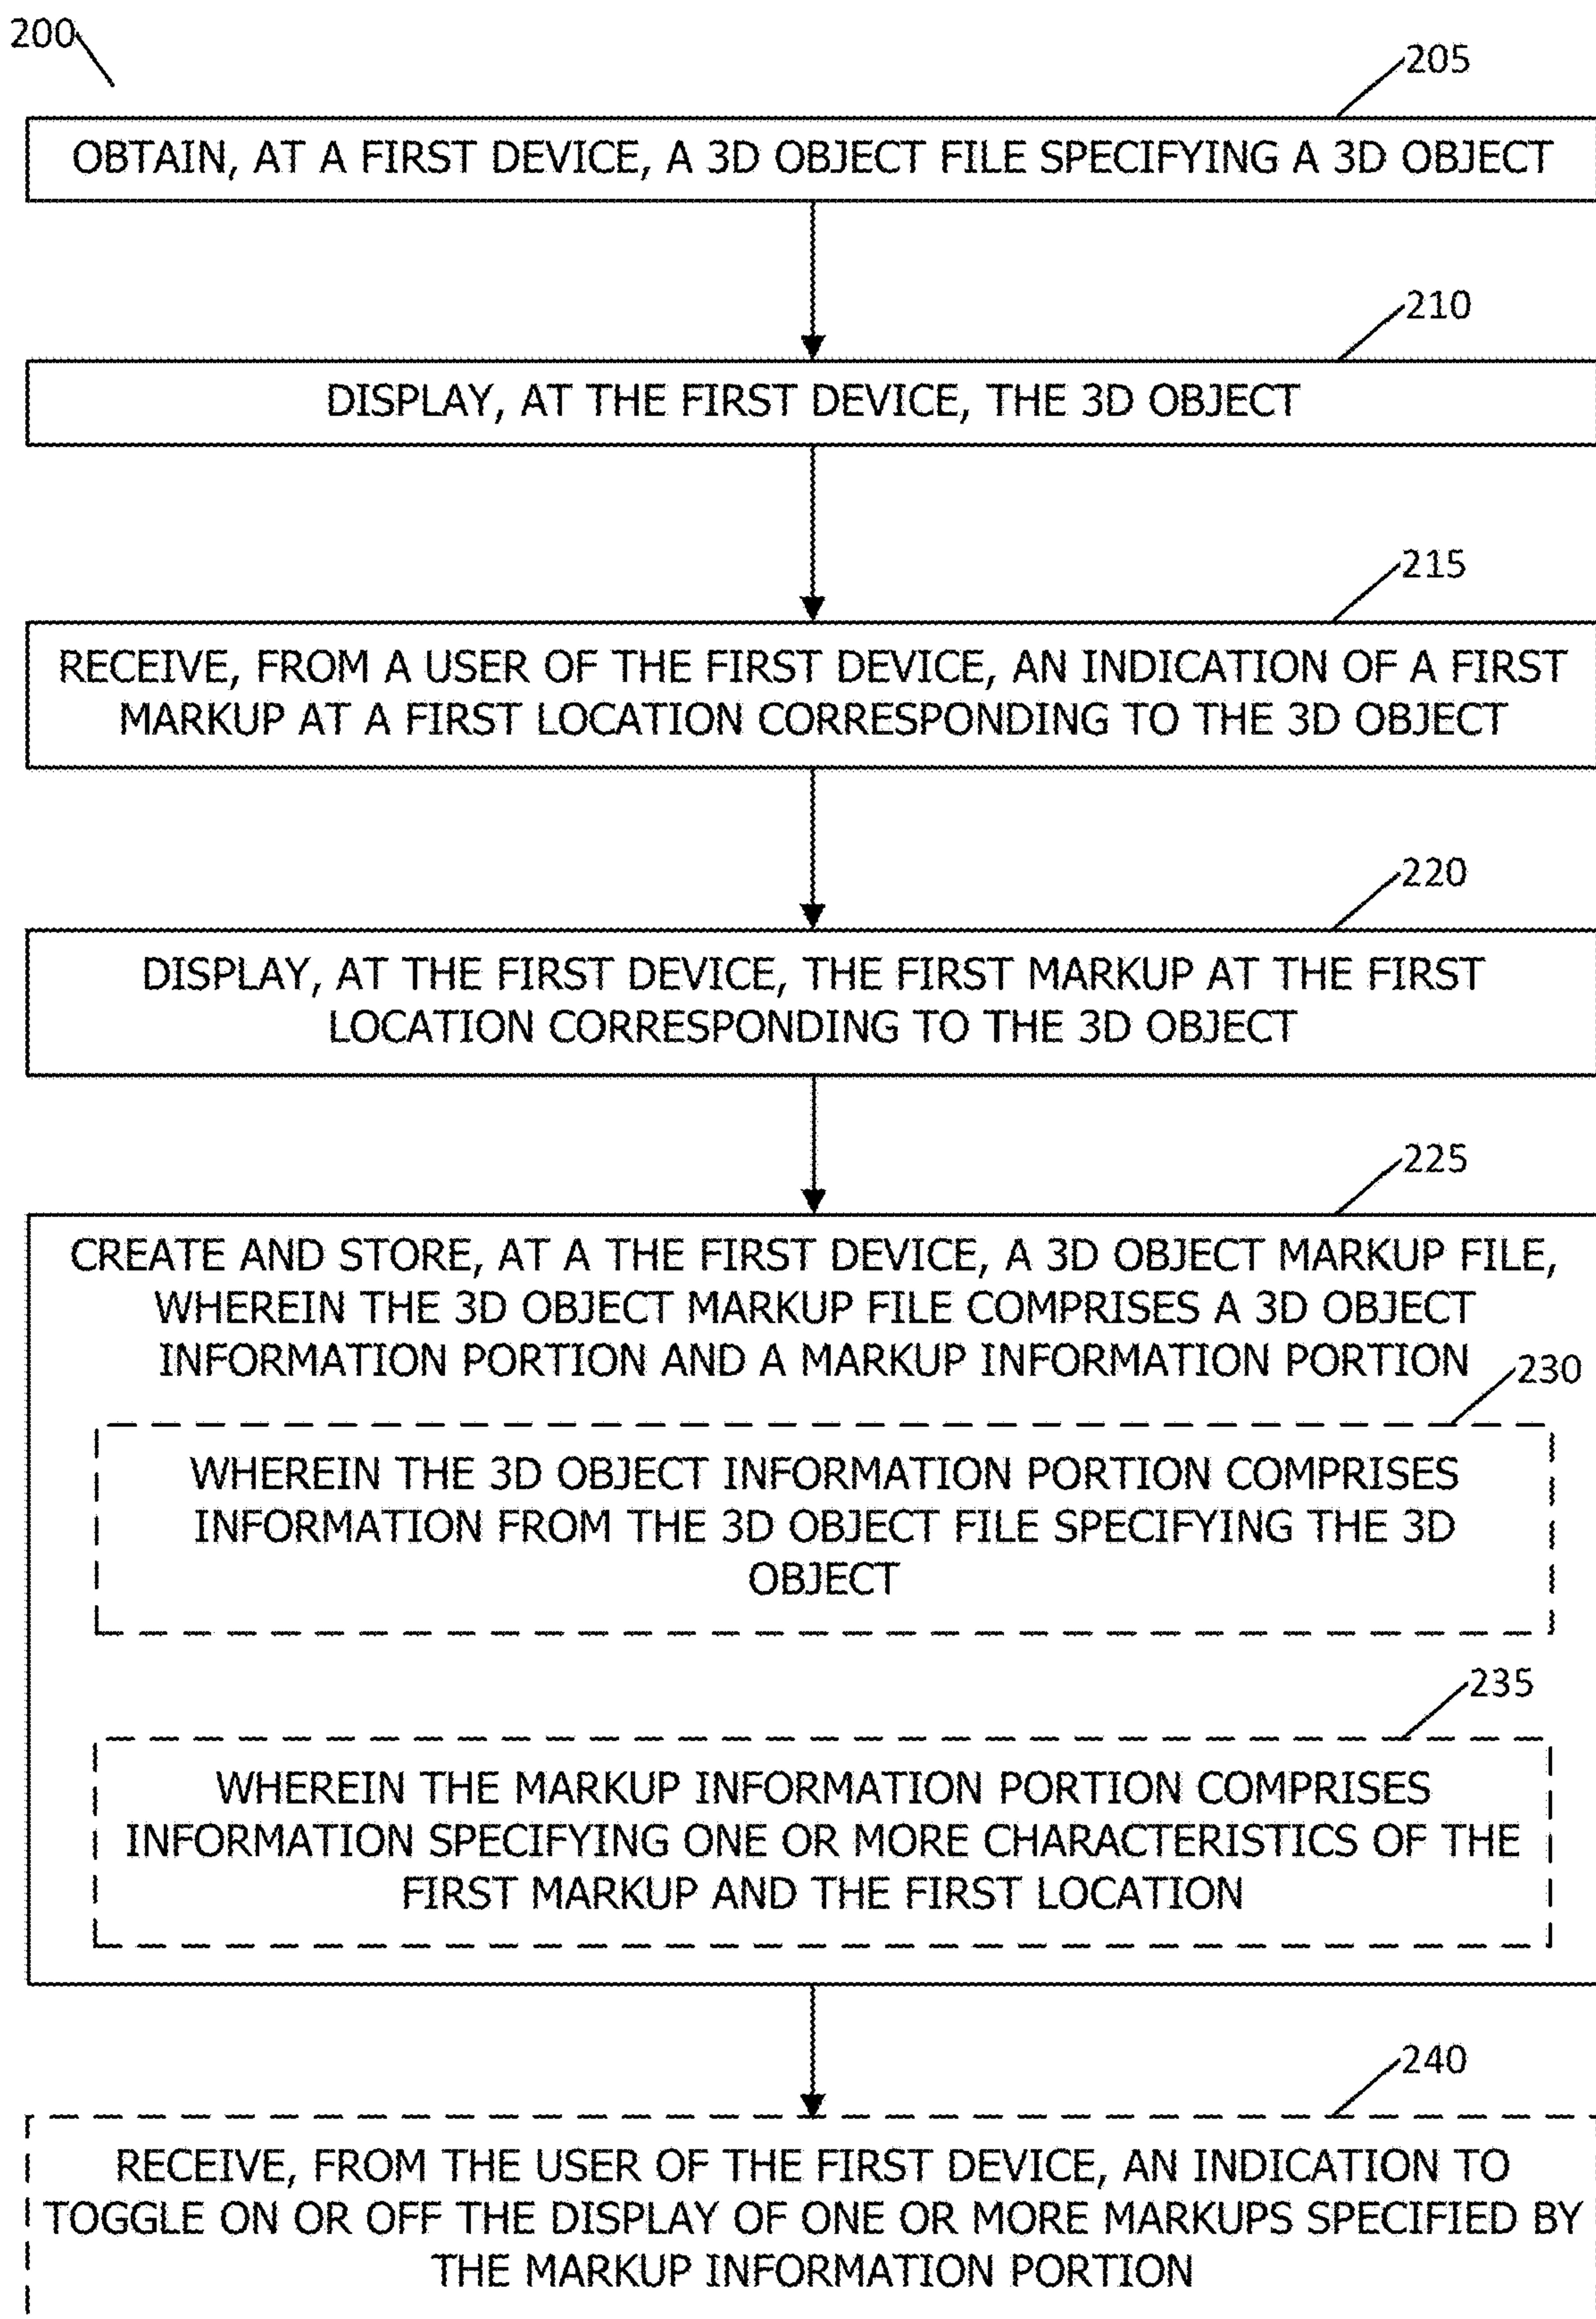 200
205
OBTAIN, AT A FIRST DEVICE, A 3D OBJECT FILE SPECIFYING A 3D OBJECT
210
DISPLAY, AT THE FIRST DEVICE, THE 3D OBJECT
215
RECEIVE, FROM A USER OF THE FIRST DEVICE, AN INDICATION OF A FIRST
MARKUP AT A FIRST LOCATION CORRESPONDING TO THE 3D OBJECT
220
DISPLAY, AT THE FIRST DEVICE, THE FIRST MARKUP AT THE FIRST
LOCATION CORRESPONDING TO THE 3D OBJECT
225
CREATE AND STORE, AT A THE FIRST DEVICE, A 3D OBJECT MARKUP FILE,
WHEREIN THE 3D OBJECT MARKUP FILE COMPRISES A 3D OBJECT
INFORMATION PORTION AND A MARKUP INFORMATION PORTION
230
WHEREIN THE 3D OBJECT INFORMATION PORTION COMPRISES
INFORMATION FROM THE 3D OBJECT FILE SPECIFYING THE 3D
OBJECT
235
WHEREIN THE MARKUP INFORMATION PORTION COMPRISES
INFORMATION SPECIFYING ONE OR MORE CHARACTERISTICS OF THE
FIRST MARKUP AND THE FIRST LOCATION
240
RECEIVE, FROM THE USER OF THE FIRST DEVICE, AN INDICATION TO
TOGGLE ON OR OFF THE DISPLAY OF ONE OR MORE MARKUPS SPECIFIED BY
THE MARKUP INFORMATION PORTION